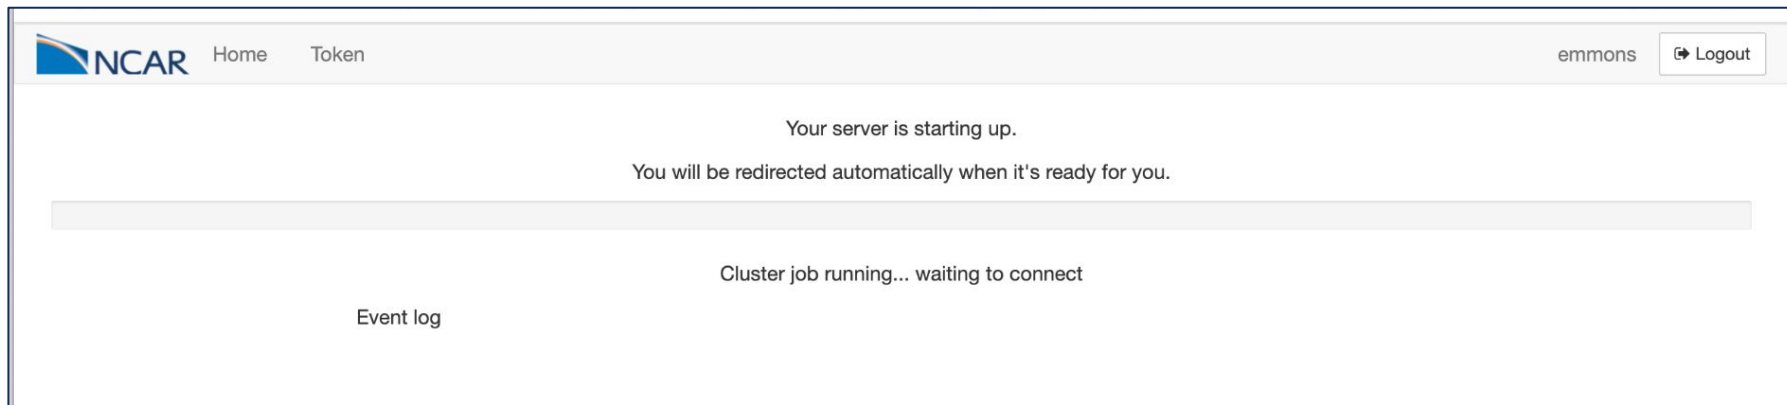 NCAR Home Token emmons Logout
Your server is starting up.
You will be redirected automatically when it's ready for you.
Cluster job running... waiting to connect
Event log